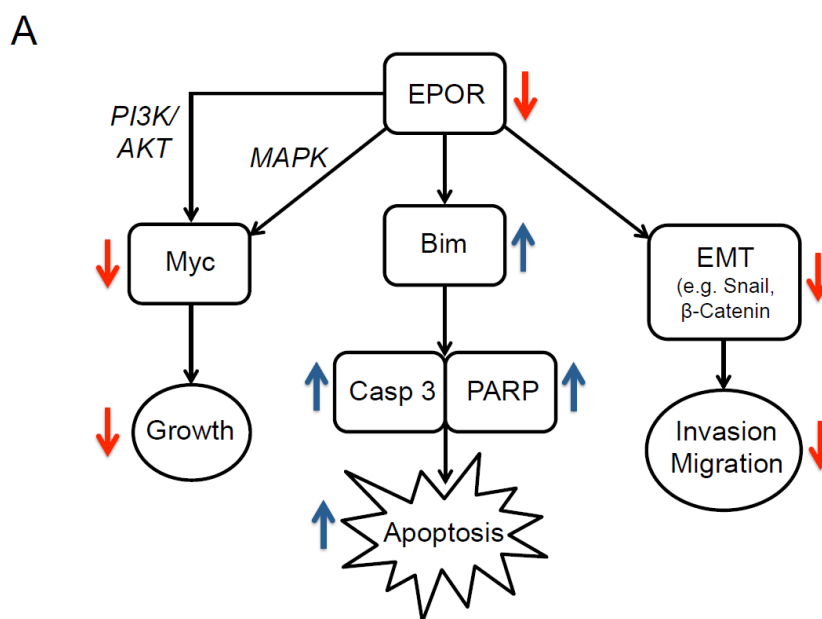 A
EPOR
PI3K/
AKT
MAPK
Myc
Bim
EMT
(e.g. Snail,
β-Catenin
Casp 3
PARP
Growth
Invasion
Migration
Apoptosis